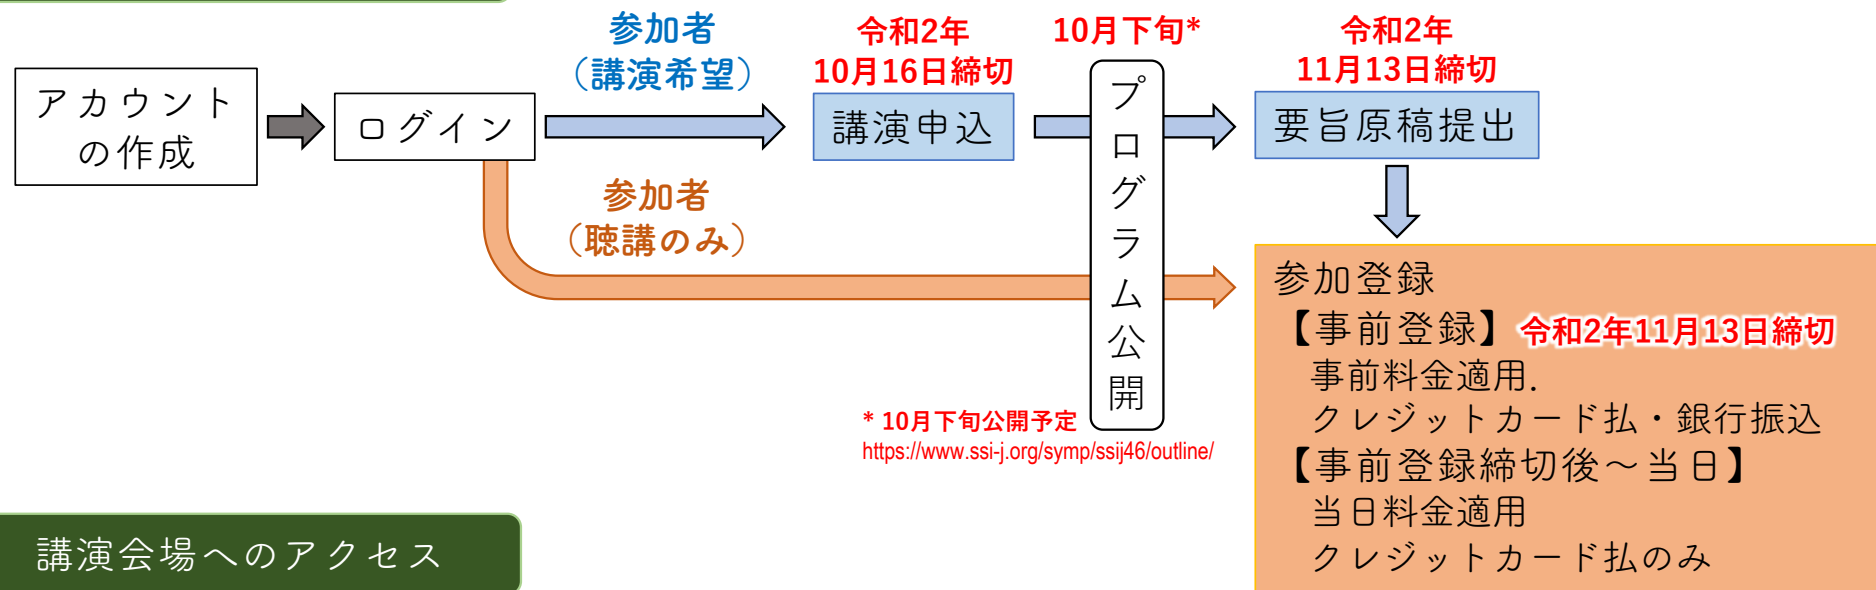 アカウント
の作成
ログイン
参加者
（講演希望）
令和2年
10月16日締切
講演申込
10月下旬*
プログラム公開
令和2年
11月13日締切
要旨原稿提出
参加者
（聴講のみ）
* 10月下旬公開予定
https://www.ssi-j.org/symp/ssij46/outline/
参加登録
【事前登録】令和2年11月13日締切
事前料金適用.
クレジットカード払・銀行振込
【事前登録締切後～当日】
当日料金適用
クレジットカード払のみ
講演会場へのアクセス